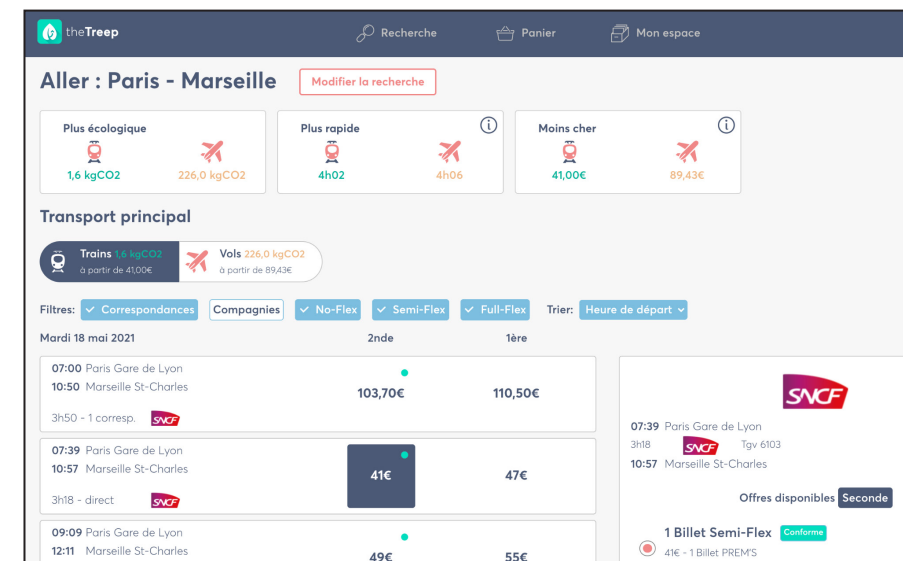 theTreep
Recherche
Panier
Mon espace
Aller : Paris - Marseille
Modifier la recherche
Plus écologique
1,6 kgCO2 226,0 kgCO2
Plus rapide
4h02 4h06
Moins cher
41,00€ 89,43€
Transport principal
Trains 1,6 kgCO2
à partir de 41,00€
Vols 226,0 kgCO2
à partir de 89,43€
Filtres: Correspondances Compagnies No-Flex Semi-Flex Full-Flex Trier: Heure de départ
Mardi 18 mai 2021 2nde 1ère
07:00 Paris Gare de Lyon
10:50 Marseille St-Charles
103,70€ 110,50€
3h50 - 1 corresp. SNCF
07:39 Paris Gare de Lyon
10:57 Marseille St-Charles
41€ 47€
3h18 - direct SNCF
09:09 Paris Gare de Lyon
12:11 Marseille St-Charles
49€ 55€
SNCF
07:39 Paris Gare de Lyon
3h18 SNCF Tgv 6103
10:57 Marseille St-Charles
Offres disponibles Seconde
1 Billet Semi-Flex Conforme
41€ - 1 Billet PREM'S